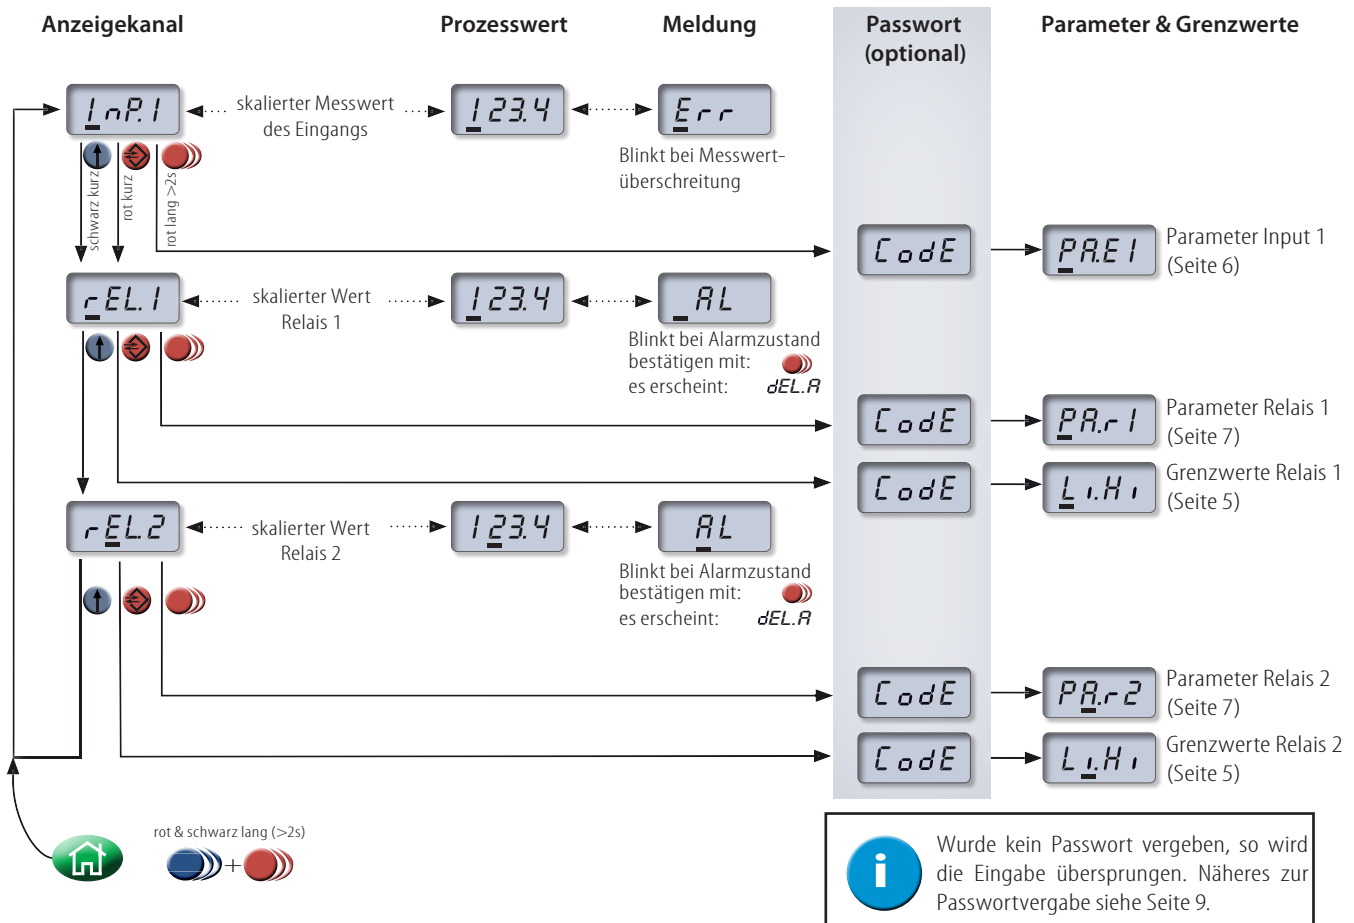 Anzeigekanal
Prozesswert
Meldung
Passwort
(optional)
Parameter & Grenzwerte
InP.1
skalierter Messwert
des Eingangs
123.4
Err
Blinkt bei Messwert-
überschreitung
schwarz kurz
rot kurz
rot lang >2s
CodE
PA.E1
Parameter Input 1
(Seite 6)
rEL.1
skalierter Wert
Relais 1
123.4
AL
Blinkt bei Alarmzustand
bestätigen mit:
es erscheint: dEL.A
CodE
PA.r1
Parameter Relais 1
(Seite 7)
CodE
Li.Hi
Grenzwerte Relais 1
(Seite 5)
rEL.2
skalierter Wert
Relais 2
123.4
AL
Blinkt bei Alarmzustand
bestätigen mit:
es erscheint: dEL.A
CodE
PA.r2
Parameter Relais 2
(Seite 7)
CodE
Li.Hi
Grenzwerte Relais 2
(Seite 5)
rot & schwarz lang (>2s)
+
i
Wurde kein Passwort vergeben, so wird
die Eingabe übersprungen. Näheres zur
Passwortvergabe siehe Seite 9.